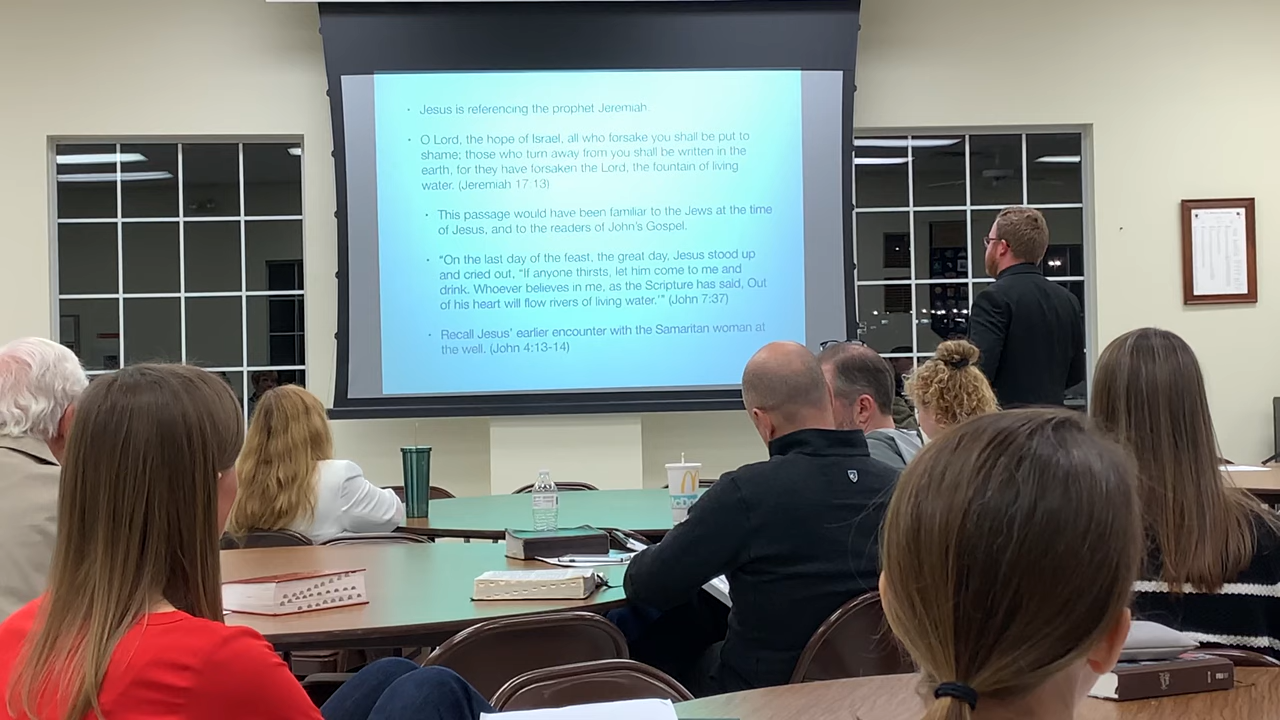 • Jesus is referencing the prophet Jeremiah.
• O Lord, the hope of Israel, all who forsake you shall be put to
shame; those who turn away from you shall be written in the
earth, for they have forsaken the Lord, the fountain of living
water. (Jeremiah 17:13)
• This passage would have been familiar to the Jews at the time
of Jesus, and to the readers of John's Gospel.
• "On the last day of the feast, the great day, Jesus stood up
and cried out, "If anyone thirsts, let him come to me and
drink. Whoever believes in me, as the Scripture has said, Out
of his heart will flow rivers of living water.'" (John 7:37)
• Recall Jesus' earlier encounter with the Samaritan woman at
the well. (John 4:13-14)